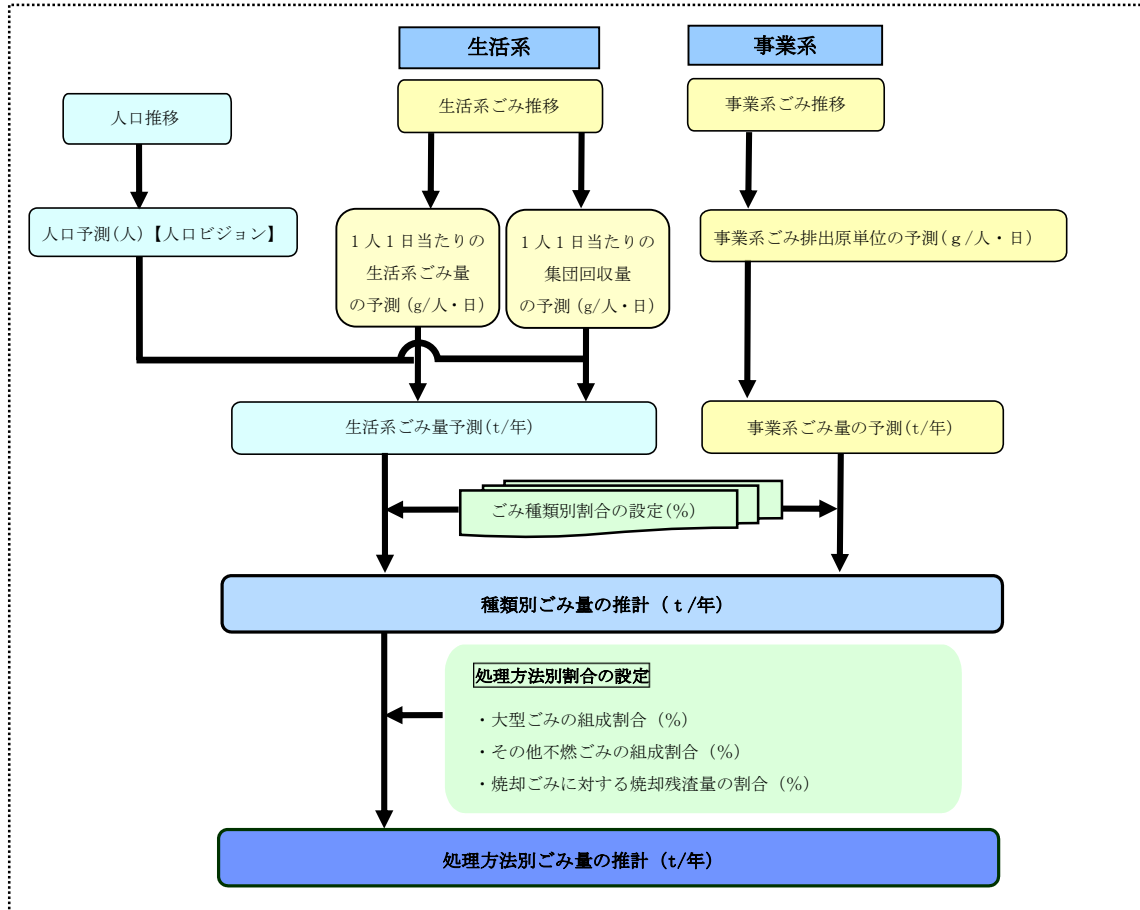 生活系
事業系
人口推移
生活系ごみ推移
事業系ごみ推移
人口予測(人)【人口ビジョン】
１人１日当たりの
生活系ごみ量
の予測（g/人・日）
１人１日当たりの
集団回収量
の予測（g/人・日）
事業系ごみ排出原単位の予測(ｇ/人・日)
生活系ごみ量予測(t/年)
事業系ごみ量の予測(t/年)
ごみ種類別割合の設定(%)
種類別ごみ量の推計（ｔ/年）
処理方法別割合の設定
・大型ごみの組成割合（%）
・その他不燃ごみの組成割合（%）
・焼却ごみに対する焼却残渣量の割合（%）
処理方法別ごみ量の推計（t/年）